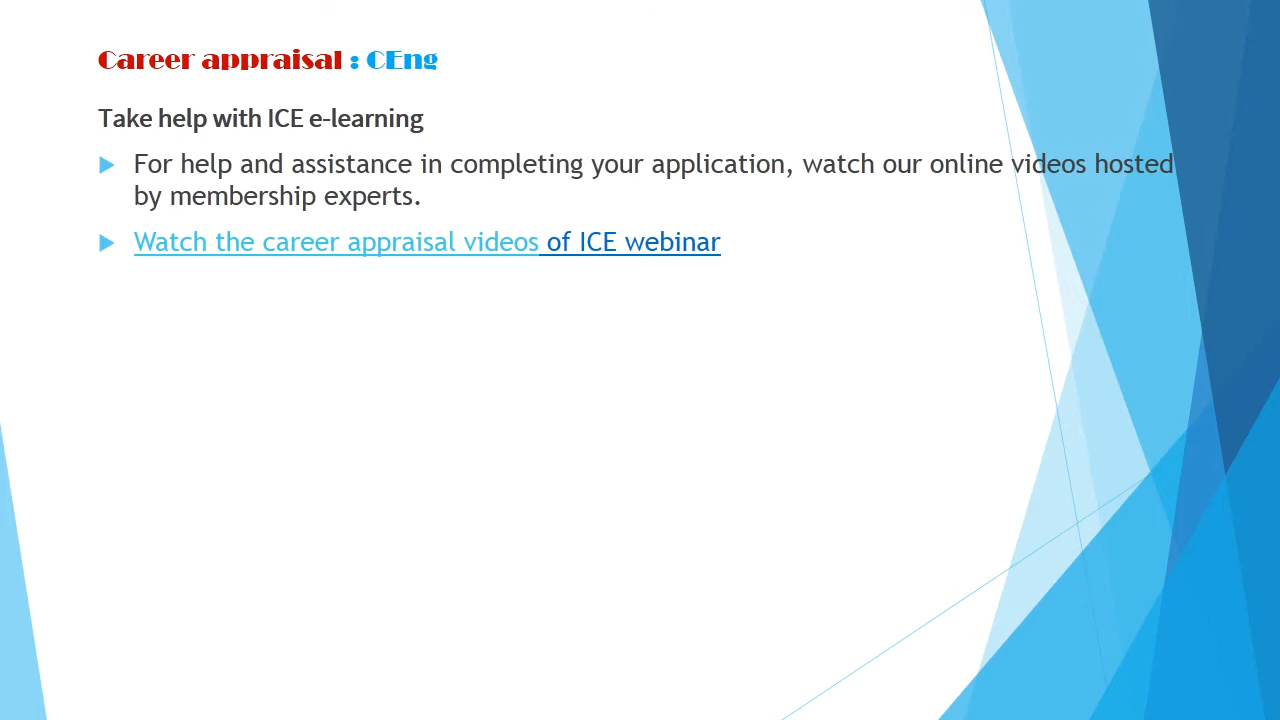 Career appraisal : CEng
Take help with ICE e-learning
For help and assistance in completing your application, watch our online videos hosted
by membership experts.
Watch the career appraisal videos of ICE webinar